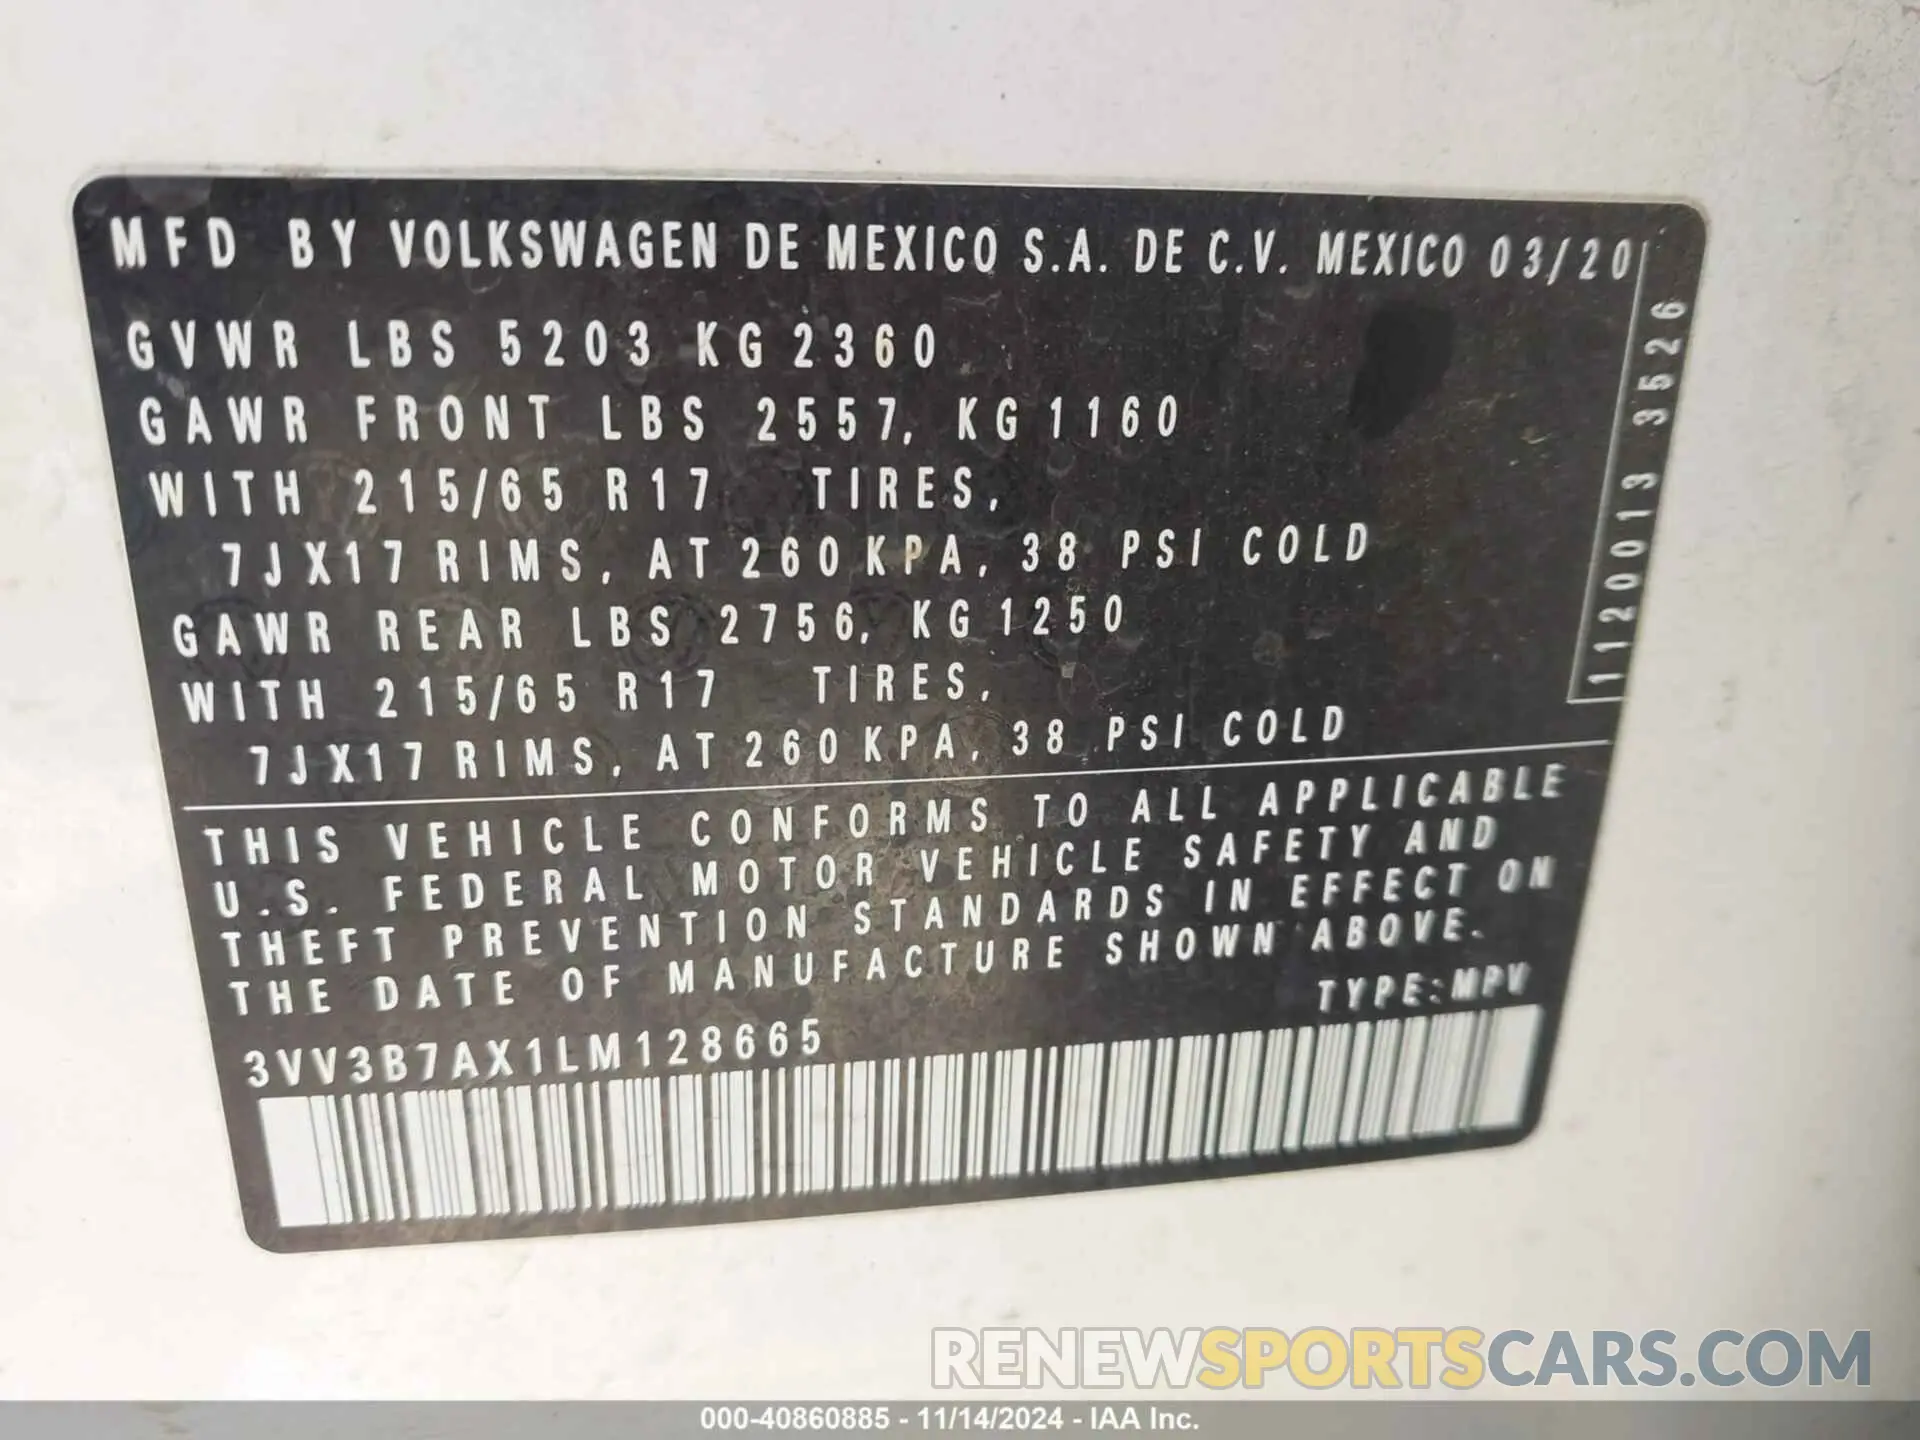 MFD BY VOLKSWAGEN DE MEXICO S.A. DE C.V. MEXICO 03/20
GVWR LBS 5203 KG 2360
GAWR FRONT LBS 2557, KG 1160
WITH 215/65 R17 TIRES,
7JX17 RIMS, AT 260 KPA, 38 PSI COLD
GAWR REAR LBS 2756, KG 1250
WITH 215/65 R17 TIRES,
7JX17 RIMS, AT 260 KPA, 38 PSI COLD
1120013 3526
THIS VEHICLE CONFORMS TO ALL APPLICABLE
U.S. FEDERAL MOTOR VEHICLE SAFETY AND
THEFT PREVENTION STANDARDS IN EFFECT ON
THE DATE OF MANUFACTURE SHOWN ABOVE.
TYPE:MPV
3VV3B7AX1LM128665
RENEWSPORTSCARS.COM
000-40860885 - 11/14/2024 - IAA Inc.